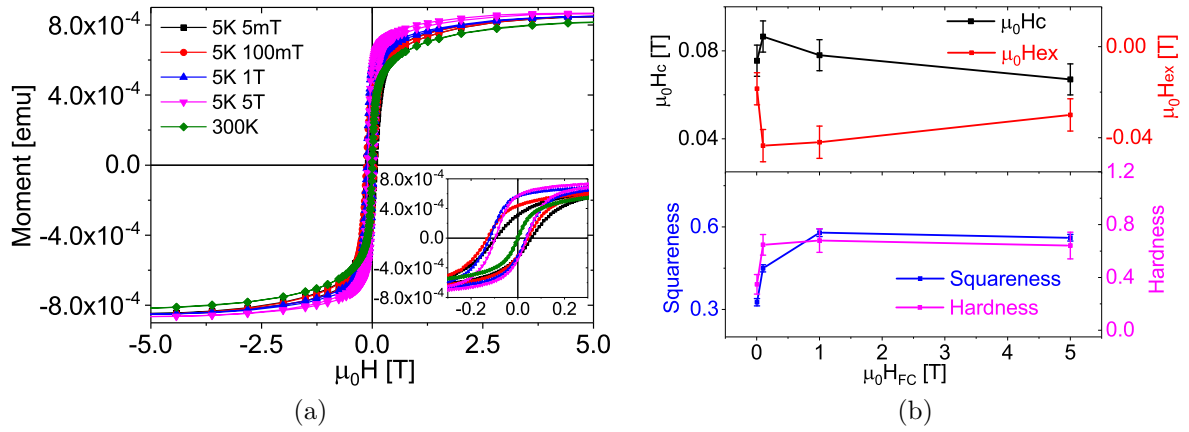 8.0x10⁻⁴
4.0x10⁻⁴
0.0
-4.0x10⁻⁴
-8.0x10⁻⁴
Moment [emu]
5K 5mT
5K 100mT
5K 1T
5K 5T
300K
8.0x10⁻⁴
4.0x10⁻⁴
0.0
-4.0x10⁻⁴
-8.0x10⁻⁴
-0.2 0.0 0.2
-5.0 -2.5 0.0 2.5 5.0
μ₀H [T]
(a)
0.08
0.04
μ₀Hc [T]
μ₀Hc
μ₀Hex
0.00
-0.04
μ₀Hex [T]
0.6
0.3
Squareness
Squareness
Hardness
1.2
0.8
0.4
0.0
Hardness
0 1 2 3 4 5
μ₀H_FC [T]
(b)